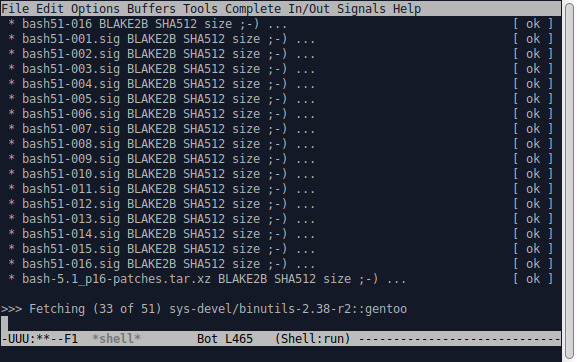 File Edit Options Buffers Tools Complete In/Out Signals Help
 * bash51-016 BLAKE2B SHA512 size ;-) ... [ ok ]
 * bash51-001.sig BLAKE2B SHA512 size ;-) ... [ ok ]
 * bash51-002.sig BLAKE2B SHA512 size ;-) ... [ ok ]
 * bash51-003.sig BLAKE2B SHA512 size ;-) ... [ ok ]
 * bash51-004.sig BLAKE2B SHA512 size ;-) ... [ ok ]
 * bash51-005.sig BLAKE2B SHA512 size ;-) ... [ ok ]
 * bash51-006.sig BLAKE2B SHA512 size ;-) ... [ ok ]
 * bash51-007.sig BLAKE2B SHA512 size ;-) ... [ ok ]
 * bash51-008.sig BLAKE2B SHA512 size ;-) ... [ ok ]
 * bash51-009.sig BLAKE2B SHA512 size ;-) ... [ ok ]
 * bash51-010.sig BLAKE2B SHA512 size ;-) ... [ ok ]
 * bash51-011.sig BLAKE2B SHA512 size ;-) ... [ ok ]
 * bash51-012.sig BLAKE2B SHA512 size ;-) ... [ ok ]
 * bash51-013.sig BLAKE2B SHA512 size ;-) ... [ ok ]
 * bash51-014.sig BLAKE2B SHA512 size ;-) ... [ ok ]
 * bash51-015.sig BLAKE2B SHA512 size ;-) ... [ ok ]
 * bash51-016.sig BLAKE2B SHA512 size ;-) ... [ ok ]
 * bash-5.1_p16-patches.tar.xz BLAKE2B SHA512 size ;-) ... [ ok ]
>>> Fetching (33 of 51) sys-devel/binutils-2.38-r2::gentoo
-UUU:**--F1  *shell*        Bot L465   (Shell:run) -----------------------------